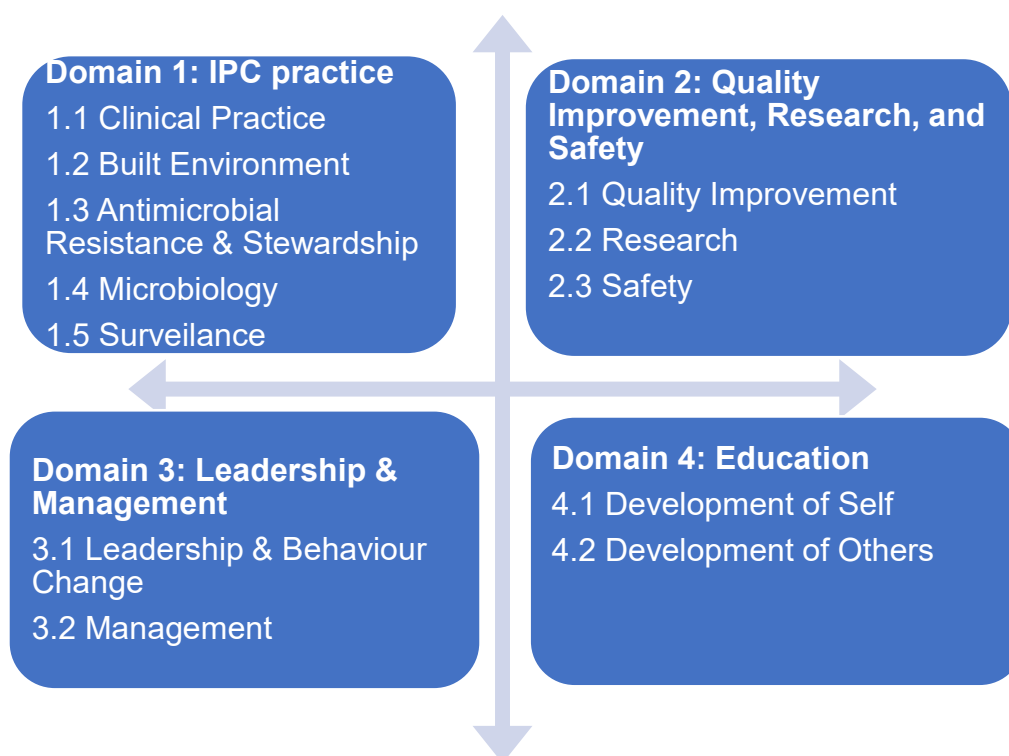 Domain 1: IPC practice
1.1 Clinical Practice
1.2 Built Environment
1.3 Antimicrobial
Resistance & Stewardship
1.4 Microbiology
1.5 Surveilance
Domain 2: Quality
Improvement, Research, and
Safety
2.1 Quality Improvement
2.2 Research
2.3 Safety
Domain 3: Leadership &
Management
3.1 Leadership & Behaviour
Change
3.2 Management
Domain 4: Education
4.1 Development of Self
4.2 Development of Others